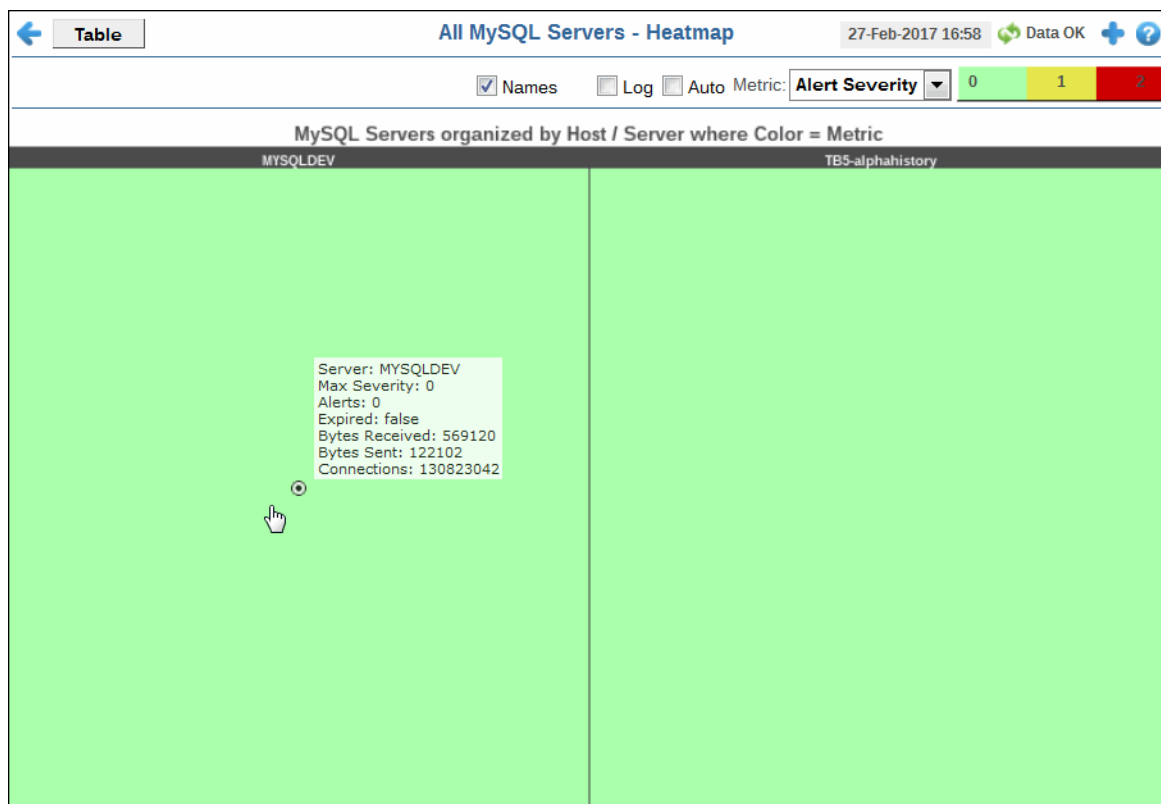 Table All MySQL Servers - Heatmap 27-Feb-2017 16:58 Data OK
Names Log Auto Metric: Alert Severity 0 1 2
MySQL Servers organized by Host / Server where Color = Metric
MYSQLDEV TB5-alphahistory
Server: MYSQLDEV
Max Severity: 0
Alerts: 0
Expired: false
Bytes Received: 569120
Bytes Sent: 122102
Connections: 130823042